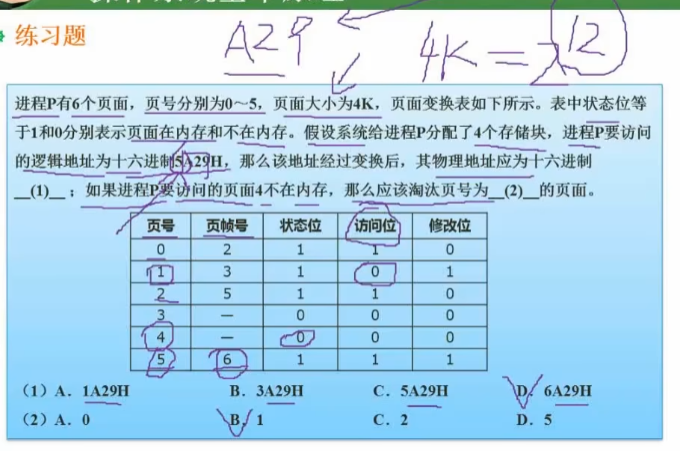 练习题
A29
4K=2
12
进程P有6个页面，页号分别为0～5，页面大小为4K，页面变换表如下所示。表中状态位等
于1和0分别表示页面在内存和不在内存。假设系统给进程P分配了4个存储块，进程P要访问
的逻辑地址为十六进制5A29H，那么该地址经过变换后，其物理地址应为十六进制
__(1)__；如果进程P要访问的页面4不在内存，那么应该淘汰页号为__(2)__的页面。
页号 页帧号 状态位 访问位 修改位
0 2 1 1 0
1 3 1 0 1
2 5 1 1 0
3 — 0 0 0
4 — 0 0 0
5 6 1 1 1
（1）A．1A29H B．3A29H C．5A29H D．6A29H
（2）A．0 B．1 C．2 D．5